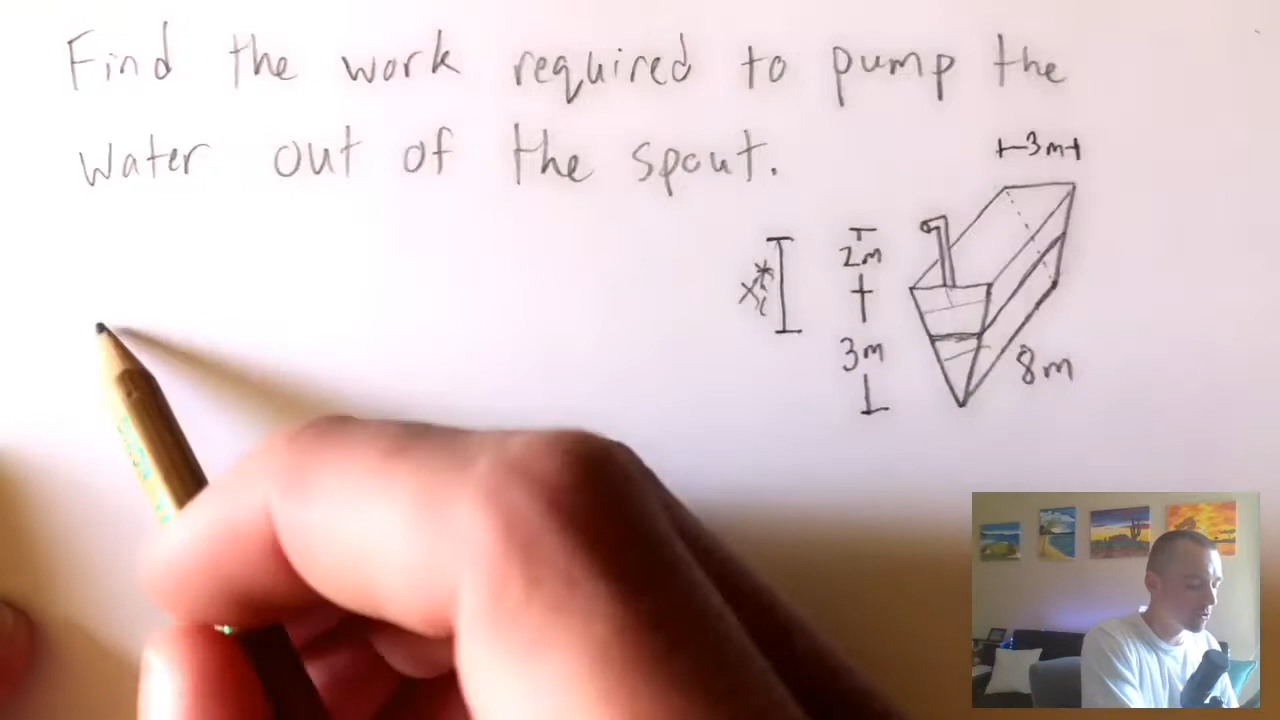 Find the work required to pump the
water out of the spout.
3m
2m
3m
8m